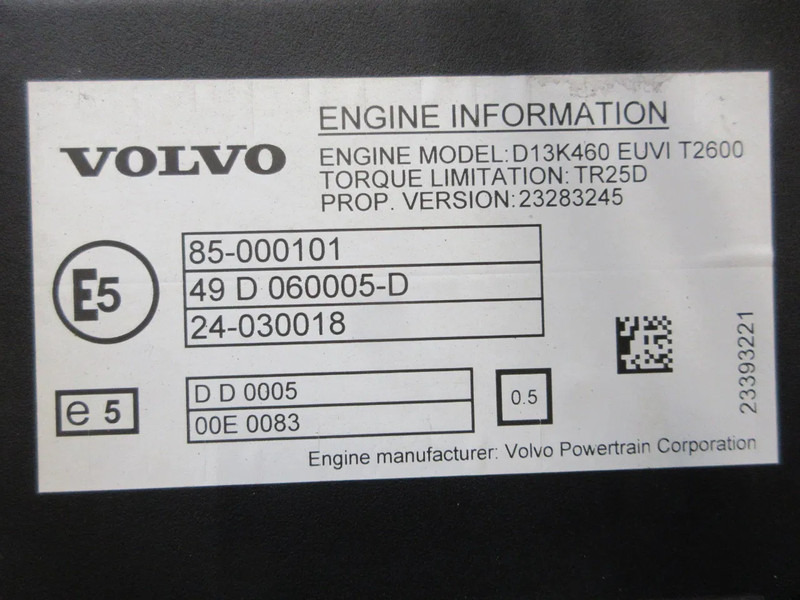 VOLVO
ENGINE INFORMATION
ENGINE MODEL:D13K460 EUVI T2600
TORQUE LIMITATION:TR25D
PROP. VERSION:23283245
E5
85-000101
49 D 060005-D
24-030018
e 5
D D 0005
00E 0083
0.5
23393221
Engine manufacturer: Volvo Powertrain Corporation